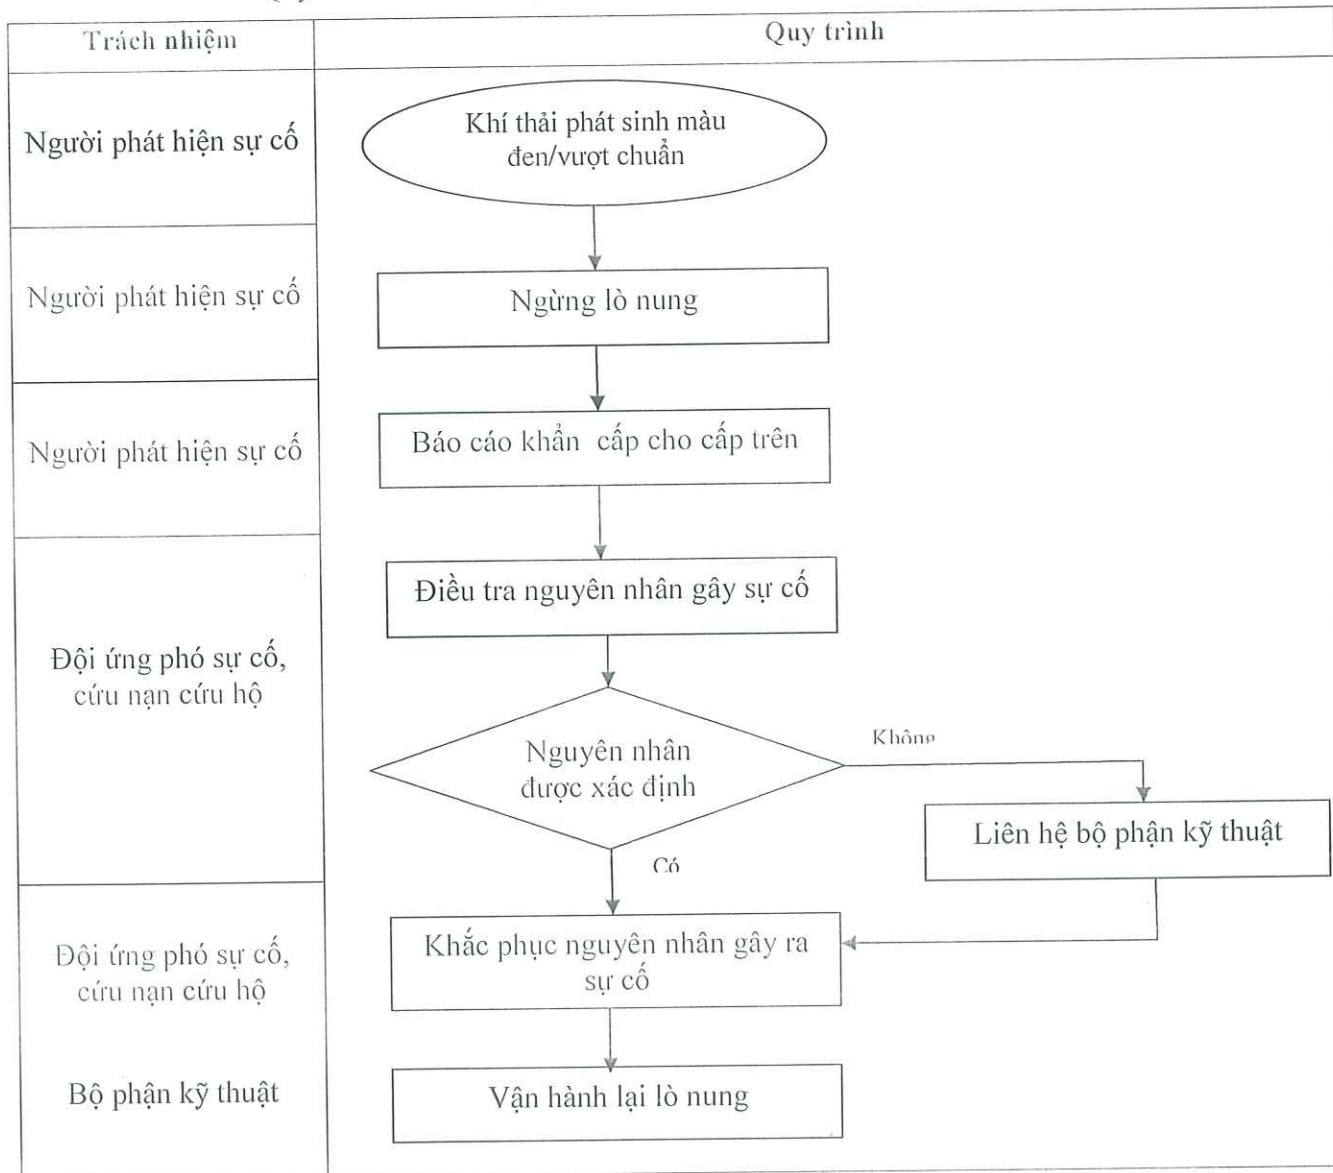 Trách nhiệm
Quy trình
Người phát hiện sự cố
Khí thải phát sinh màu
đen/vượt chuẩn
Người phát hiện sự cố
Ngừng lò nung
Người phát hiện sự cố
Báo cáo khẩn cấp cho cấp trên
Đội ứng phó sự cố,
cứu nạn cứu hộ
Điều tra nguyên nhân gây sự cố
Nguyên nhân
được xác định
Không
Liên hệ bộ phận kỹ thuật
Có
Đội ứng phó sự cố,
cứu nạn cứu hộ
Khắc phục nguyên nhân gây ra
sự cố
Bộ phận kỹ thuật
Vận hành lại lò nung